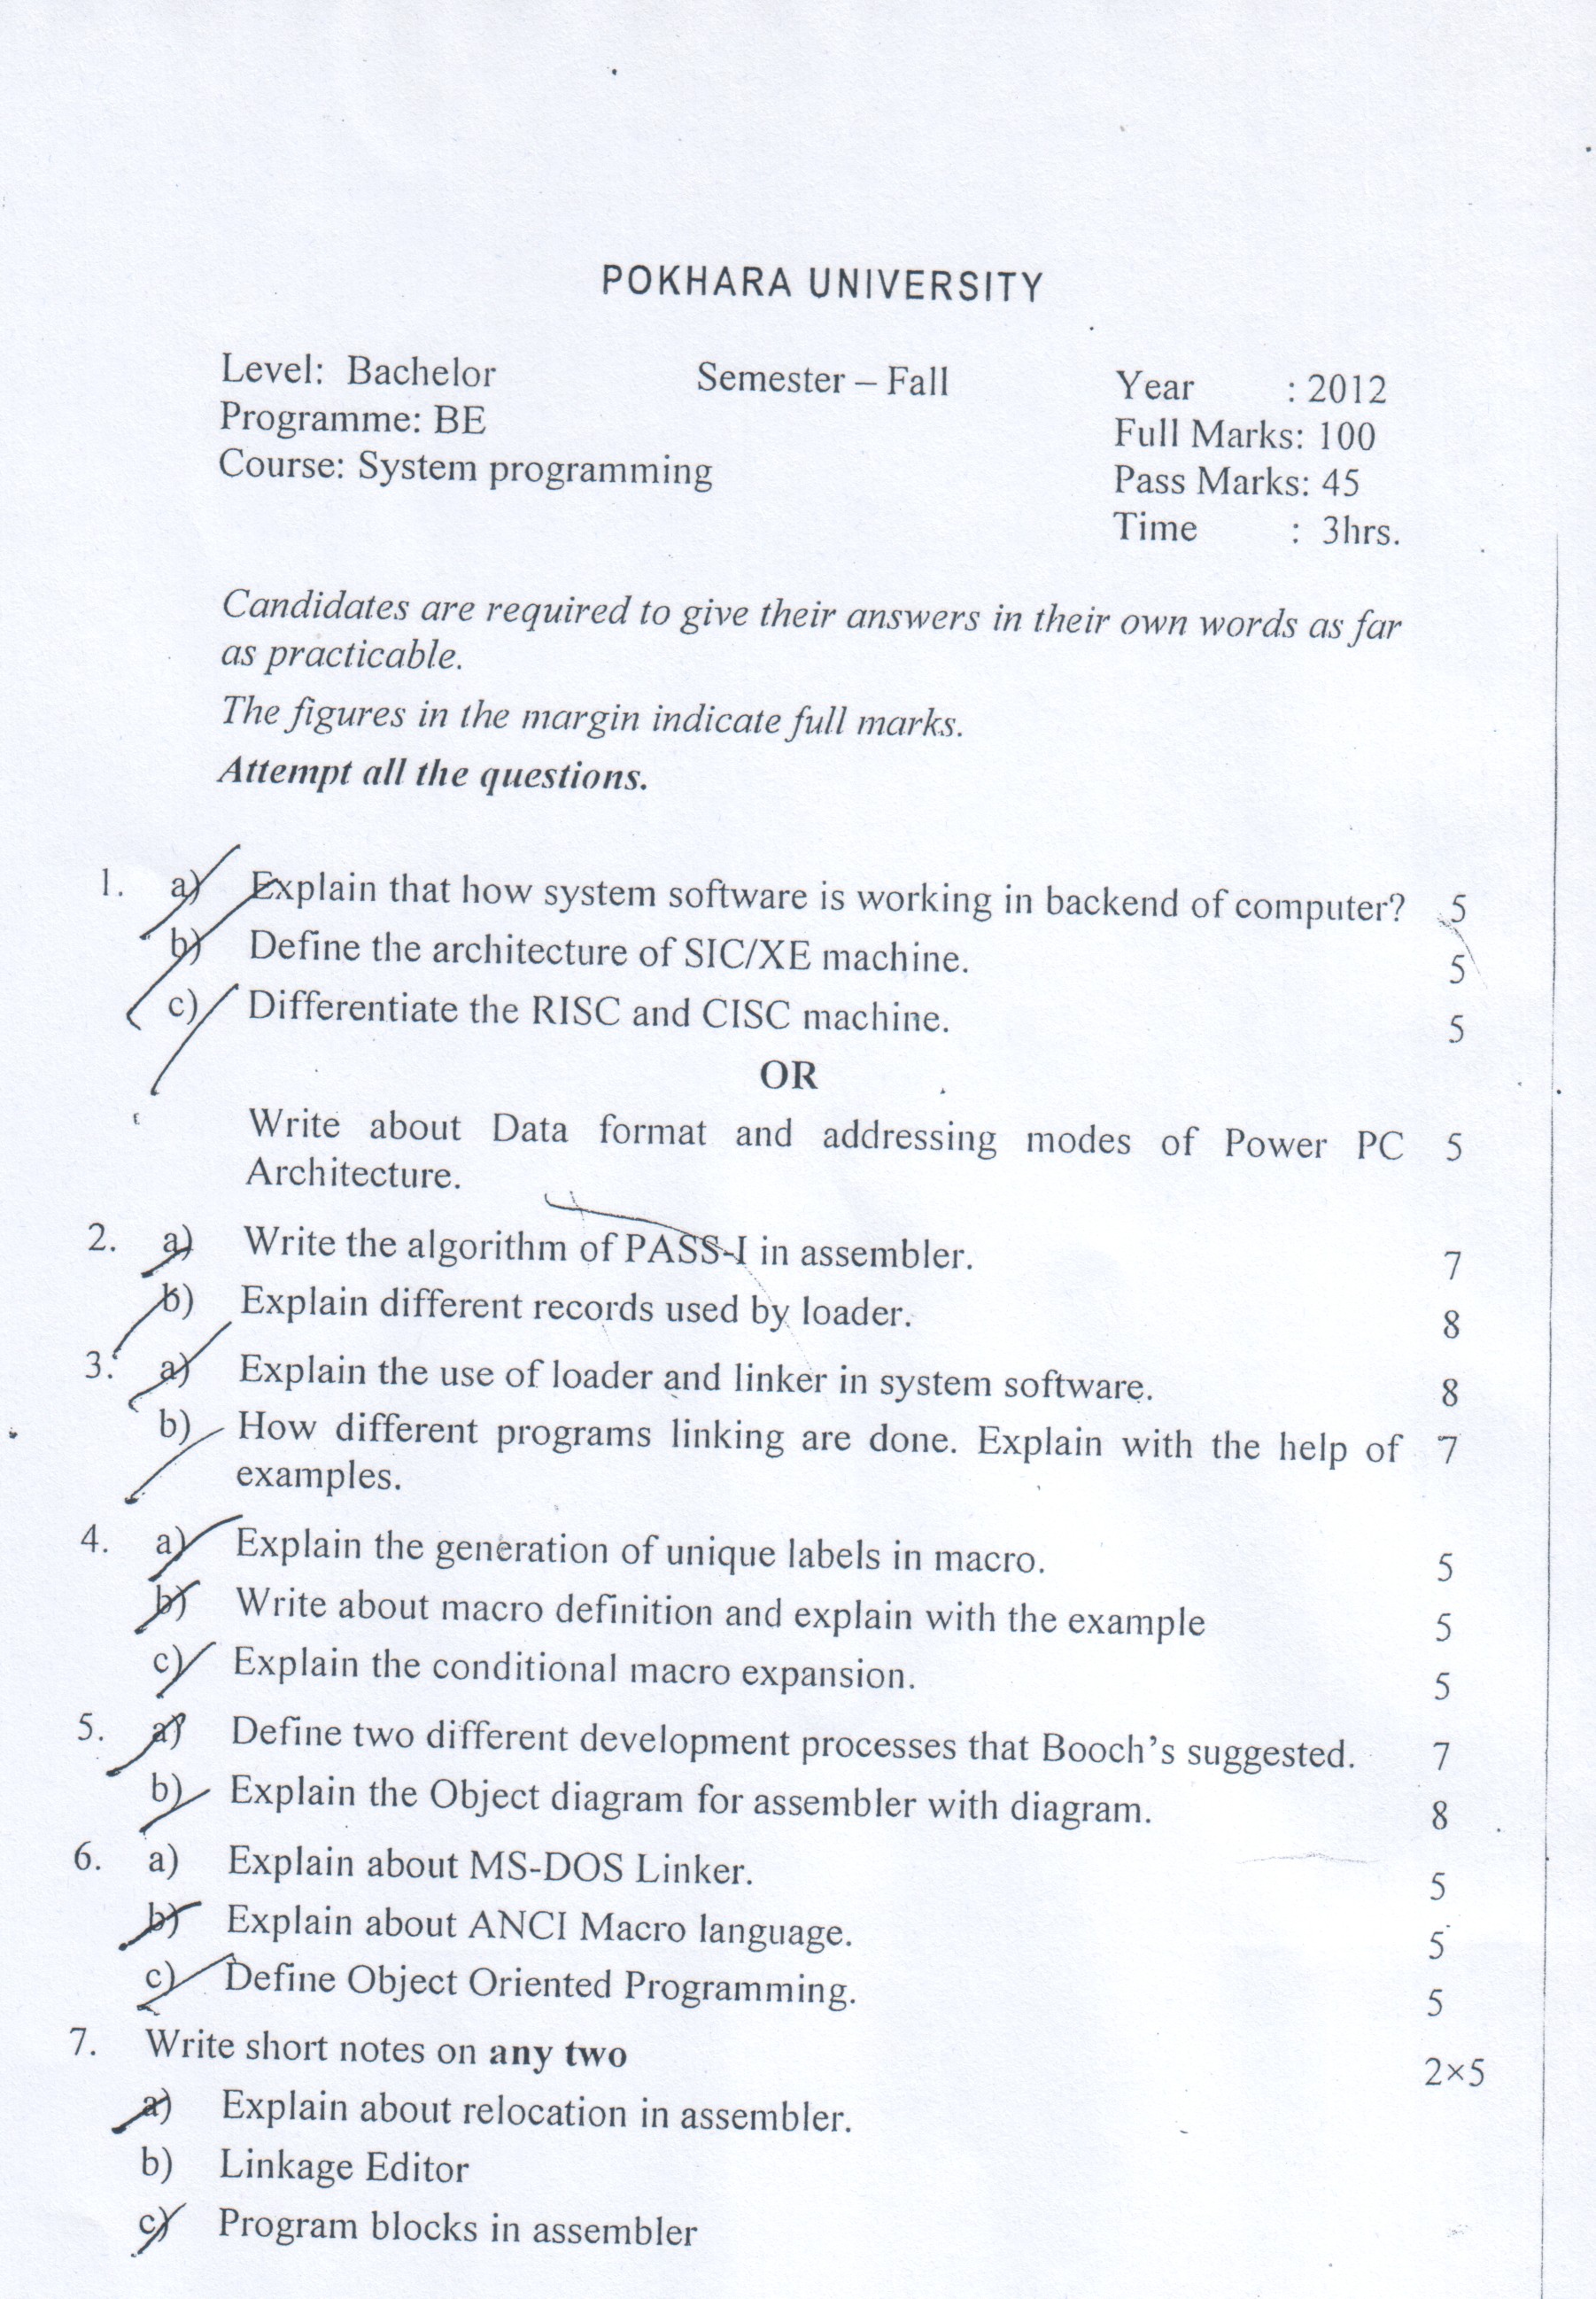 POKHARA UNIVERSITY
Level: Bachelor Semester – Fall Year : 2012
Programme: BE Full Marks: 100
Course: System programming Pass Marks: 45
Time : 3hrs.
Candidates are required to give their answers in their own words as far
as practicable.
The figures in the margin indicate full marks.
Attempt all the questions.
1. a) Explain that how system software is working in backend of computer? 5
b) Define the architecture of SIC/XE machine. 5
c) Differentiate the RISC and CISC machine. 5
OR
Write about Data format and addressing modes of Power PC 5
Architecture.
2. a) Write the algorithm of PASS-I in assembler. 7
b) Explain different records used by loader. 8
3. a) Explain the use of loader and linker in system software. 8
b) How different programs linking are done. Explain with the help of 7
examples.
4. a) Explain the generation of unique labels in macro. 5
b) Write about macro definition and explain with the example 5
c) Explain the conditional macro expansion. 5
5. a) Define two different development processes that Booch's suggested. 7
b) Explain the Object diagram for assembler with diagram. 8
6. a) Explain about MS-DOS Linker. 5
b) Explain about ANCI Macro language. 5
c) Define Object Oriented Programming. 5
7. Write short notes on any two 2×5
a) Explain about relocation in assembler.
b) Linkage Editor
c) Program blocks in assembler